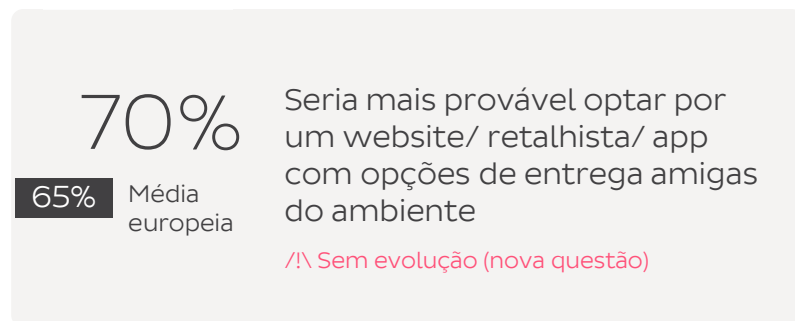 70%
65%
Média
europeia
Seria mais provável optar por
um website/ retalhista/ app
com opções de entrega amigas
do ambiente
/!\ Sem evolução (nova questão)